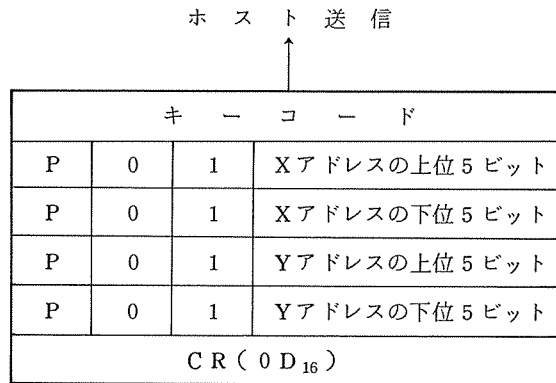 ホスト送信
キーコード
P 0 1 Xアドレスの上位5ビット
P 0 1 Xアドレスの下位5ビット
P 0 1 Yアドレスの上位5ビット
P 0 1 Yアドレスの下位5ビット
CR(0D₁₆)